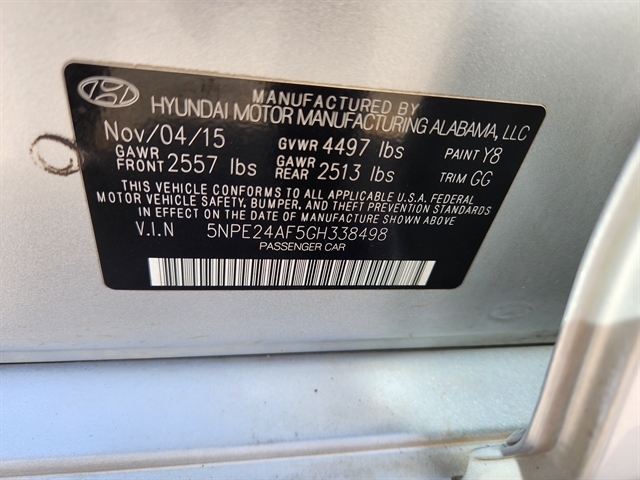 MANUFACTURED BY
HYUNDAI MOTOR MANUFACTURING ALABAMA, LLC
Nov/04/15 GVWR 4497 lbs PAINT Y8
GAWR FRONT 2557 lbs GAWR REAR 2513 lbs TRIM GG
THIS VEHICLE CONFORMS TO ALL APPLICABLE U.S.A. FEDERAL
MOTOR VEHICLE SAFETY, BUMPER, AND THEFT PREVENTION STANDARDS
IN EFFECT ON THE DATE OF MANUFACTURE SHOWN ABOVE
V.I.N 5NPE24AF5GH338498
PASSENGER CAR